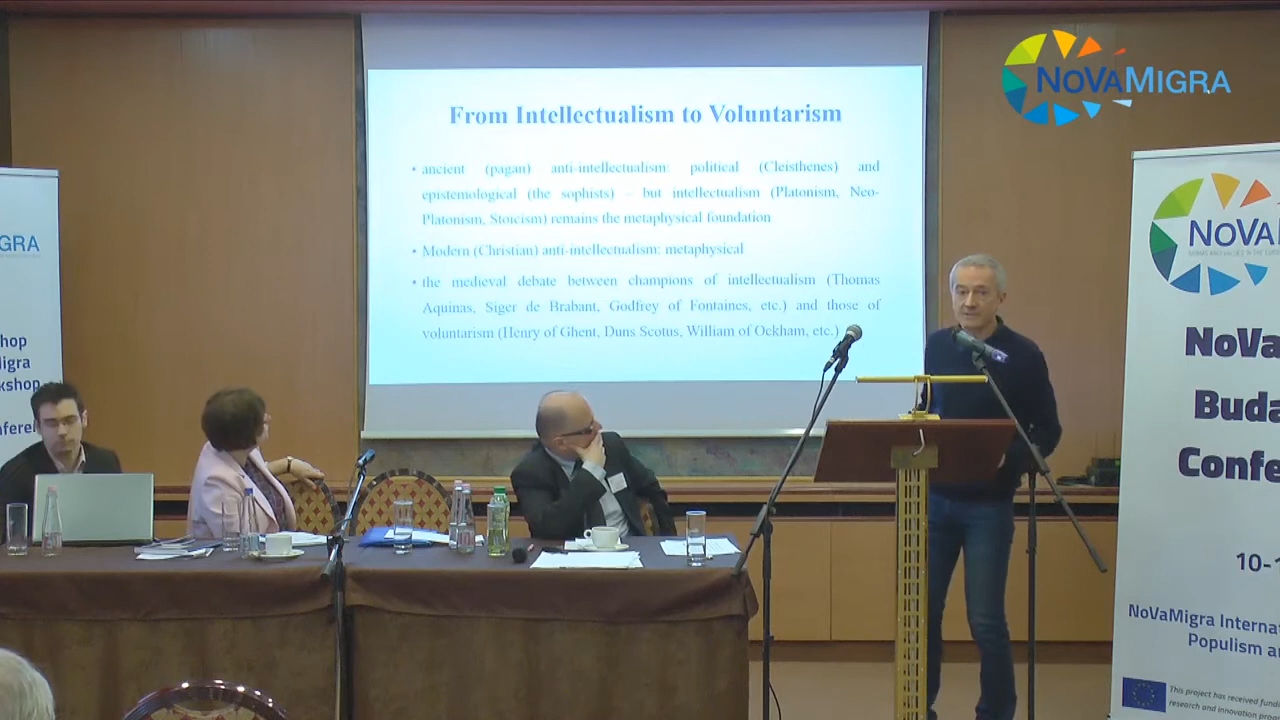 NOVAMIGRA
From Intellectualism to Voluntarism
• ancient (pagan) anti-intellectualism: political (Cleisthenes) and
epistemological (the sophists) – but intellectualism (Platonism, Neo-
Platonism, Stoicism) remains the metaphysical foundation
• Modern (Christian) anti-intellectualism: metaphysical
• the medieval debate between champions of intellectualism (Thomas
Aquinas, Siger de Brabant, Godfrey of Fontaines, etc.) and those of
voluntarism (Henry of Ghent, Duns Scotus, William of Ockham, etc.)
GRA
hop
igra
kshop
nferen
NOVAM
NoVa
Buda
Confe
10-1
NoVaMigra Internat
Populism a
This project has received fund
research and innovation pro